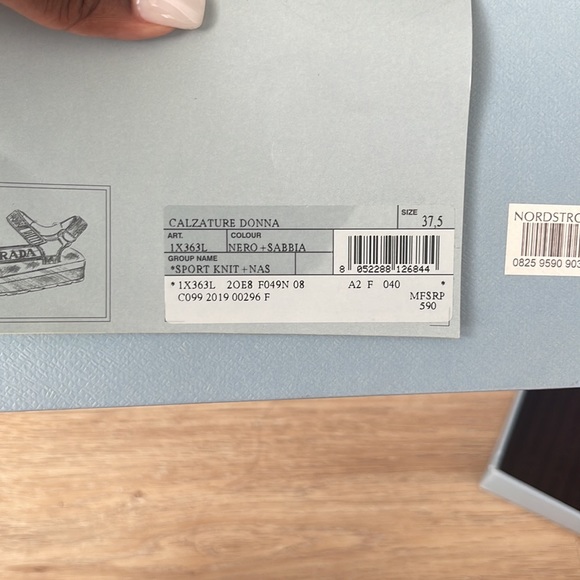 CALZATURE DONNA
SIZE
37,5
ART.
COLOUR
1X363L
NERO+SABBIA
GROUP NAME
*SPORT KNIT+NAS
8 052288 126844
* 1X363L 2OE8 F049N 08 A2 F 040 *
C099 2019 00296 F
MFSRP
590
RADA
NORDSTRO
0825 9590 903